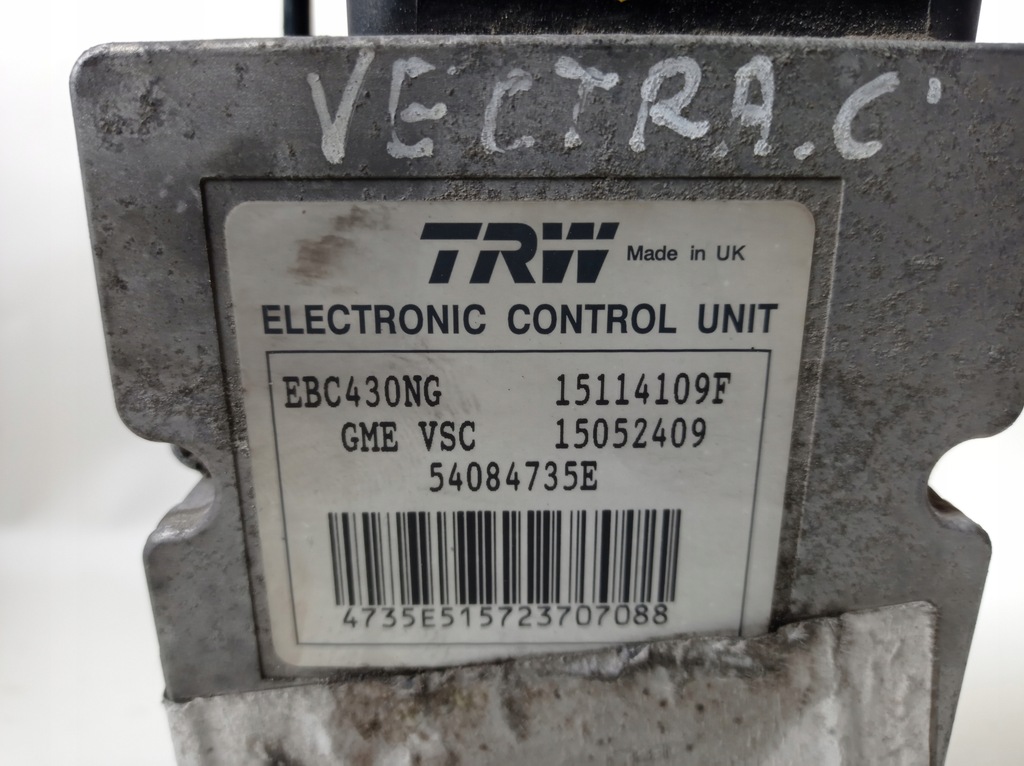 VECTRA.C'
TRW Made in UK
ELECTRONIC CONTROL UNIT
EBC430NG 15114109F
GME VSC 15052409
54084735E
4735E515723707088